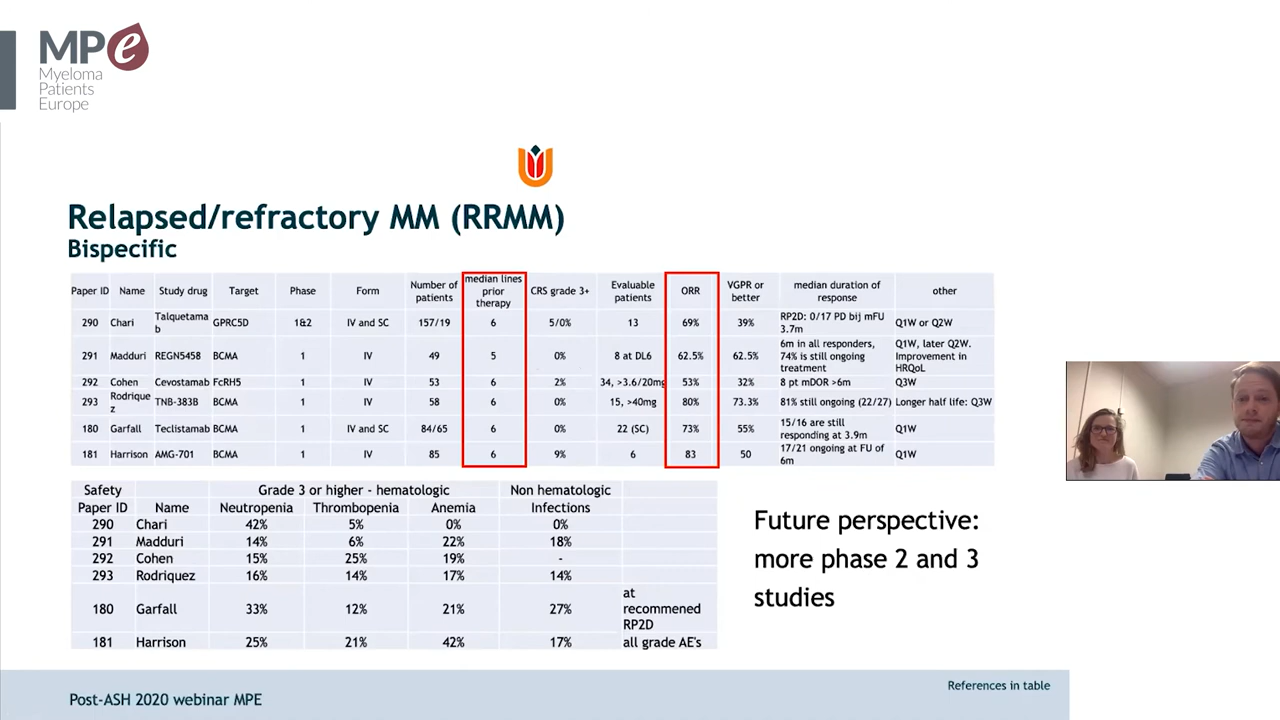 MPe
Myeloma
Patients
Europe
Relapsed/refractory MM (RRMM)
Bispecific
Paper ID Name Study drug Target Phase Form Number of patients median lines prior therapy CRS grade 3+ Evaluable patients ORR VGPR or better median duration of response other
290 Chari Talquetamab GPRC5D 1&2 IV and SC 157/19 6 5/0% 13 69% 39% RP2D: 0/17 PD bij mFU 3.7m Q1W or Q2W
291 Madduri REGN5458 BCMA 1 IV 49 5 0% 8 at DL6 62.5% 62.5% 6m in all responders, 74% is still ongoing treatment Q1W, later Q2W. Improvement in HRQoL
292 Cohen Cevostamab FcRH5 1 IV 53 6 2% 34, >3.6/20mg 53% 32% 8 pt mDOR >6m Q3W
293 Rodriquez TNB-383B BCMA 1 IV 58 6 0% 15, >40mg 80% 73.3% 81% still ongoing (22/27) Longer half life: Q3W
180 Garfall Teclistamab BCMA 1 IV and SC 84/65 6 0% 22 (SC) 73% 55% 15/16 are still responding at 3.9m Q1W
181 Harrison AMG-701 BCMA 1 IV 85 6 9% 6 83 50 17/21 ongoing at FU of 6m Q1W
Safety Grade 3 or higher - hematologic Non hematologic
Paper ID Name Neutropenia Thrombopenia Anemia Infections
290 Chari 42% 5% 0% 0%
291 Madduri 14% 6% 22% 18%
292 Cohen 15% 25% 19% -
293 Rodriquez 16% 14% 17% 14%
180 Garfall 33% 12% 21% 27% at recommened RP2D
181 Harrison 25% 21% 42% 17% all grade AE's
Future perspective:
more phase 2 and 3
studies
References in table
Post-ASH 2020 webinar MPE